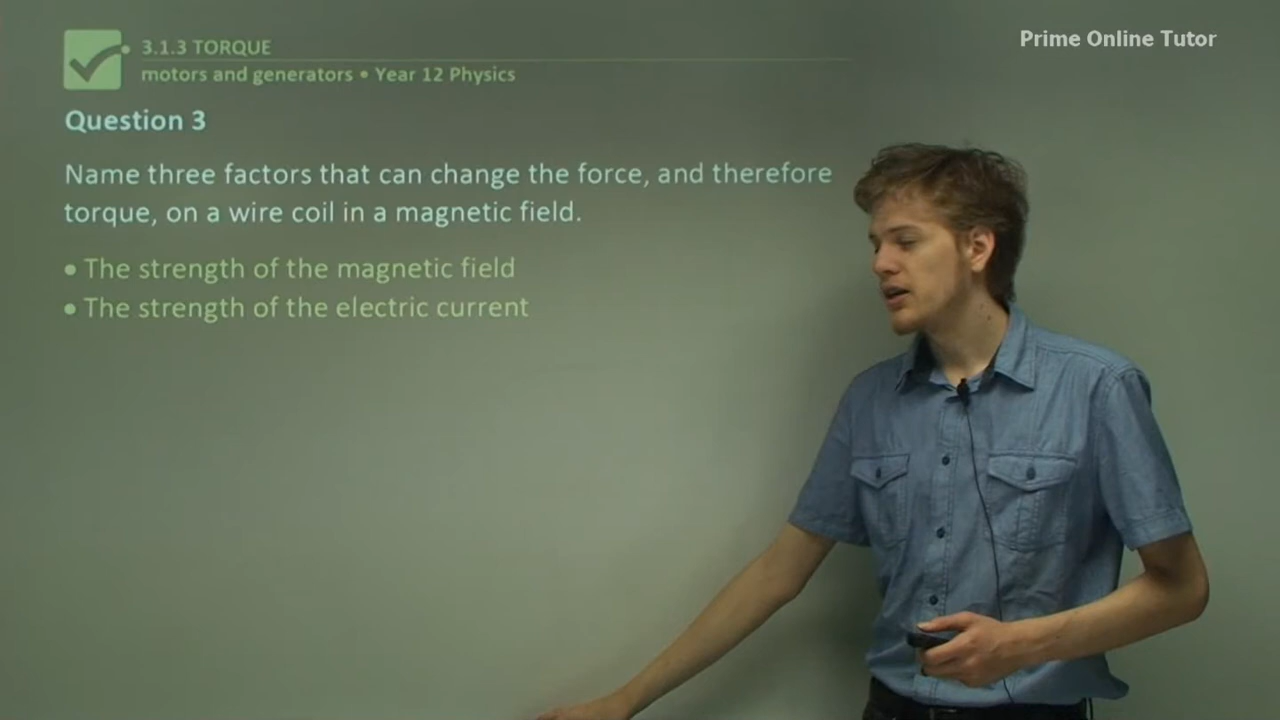 Prime Online Tutor
3.1.3 TORQUE
motors and generators • Year 12 Physics
Question 3
Name three factors that can change the force, and therefore
torque, on a wire coil in a magnetic field.
• The strength of the magnetic field
• The strength of the electric current